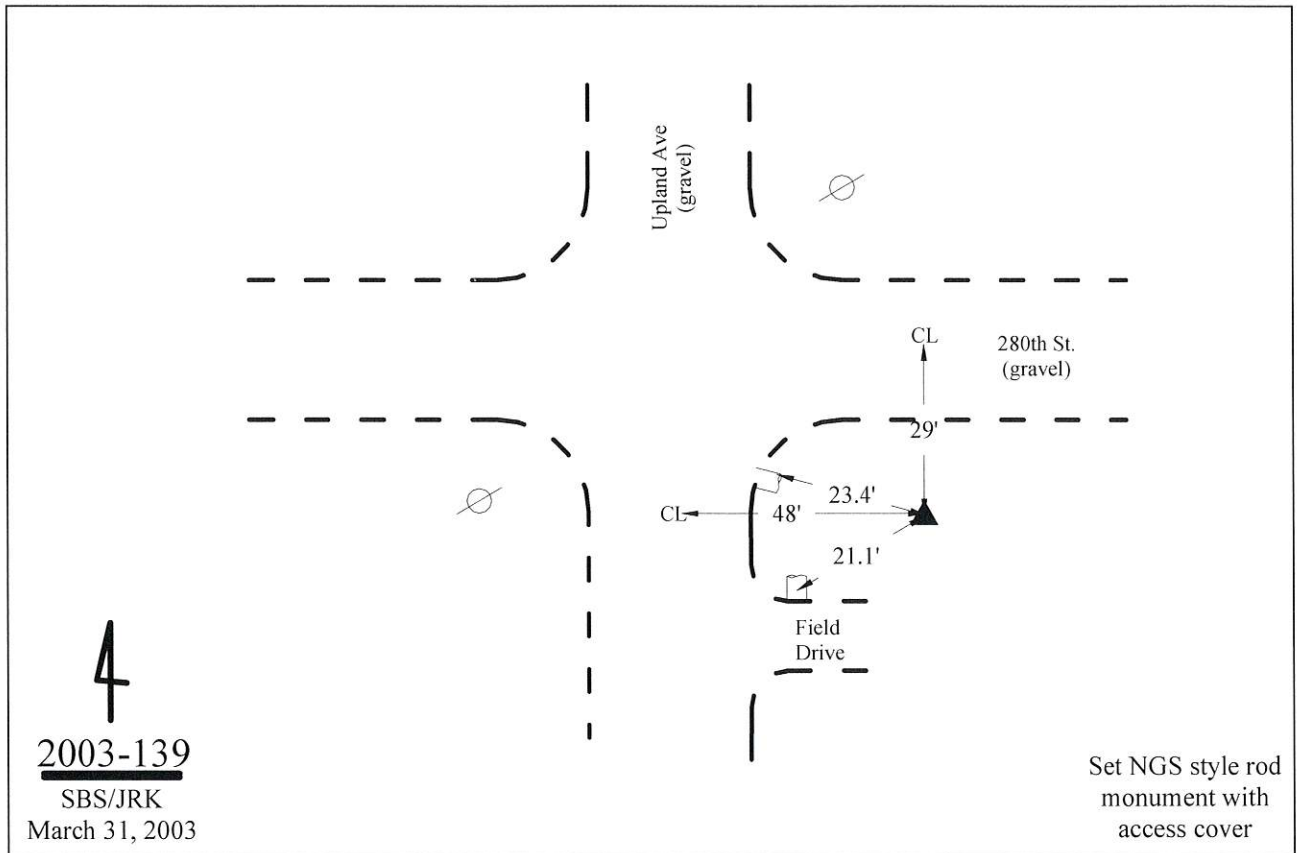 Upland Ave
(gravel)
CL
280th St.
(gravel)
29'
23.4'
CL
48'
21.1'
Field
Drive
2003-139
SBS/JRK
March 31, 2003
Set NGS style rod
monument with
access cover